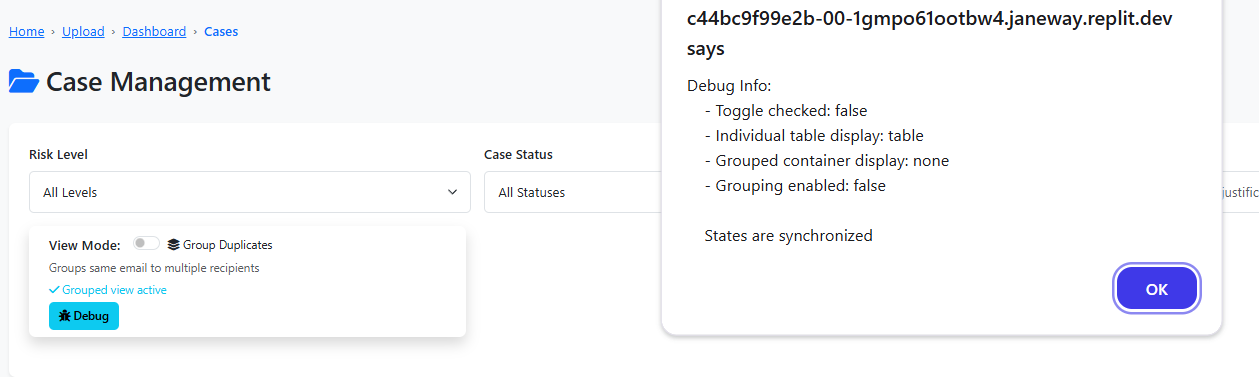 Home › Upload › Dashboard › Cases
Case Management
Risk Level
Case Status
All Levels
All Statuses
justific
View Mode: Group Duplicates
Groups same email to multiple recipients
Grouped view active
Debug
c44bc9f99e2b-00-1gmpo61ootbw4.janeway.replit.dev
says
Debug Info:
- Toggle checked: false
- Individual table display: table
- Grouped container display: none
- Grouping enabled: false
States are synchronized
OK